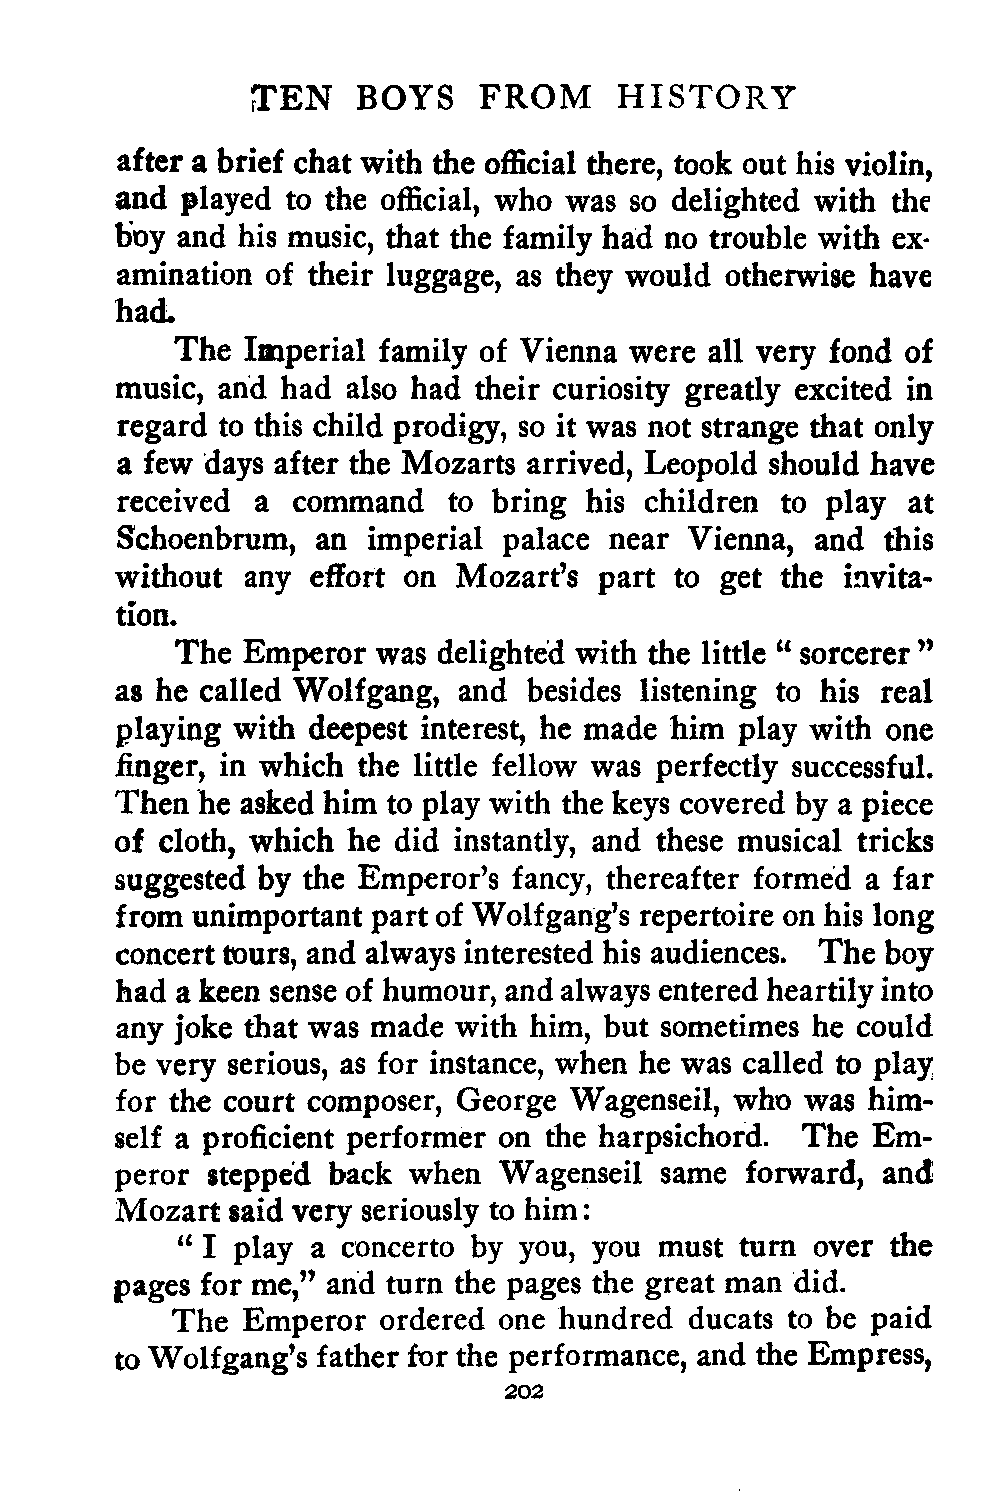 TEN BOYS FROM HISTORY
after a brief chat with the official there, took out his violin,
and played to the official, who was so delighted with the
boy and his music, that the family had no trouble with ex-
amination of their luggage, as they would otherwise have
had.
The Imperial family of Vienna were all very fond of
music, and had also had their curiosity greatly excited in
regard to this child prodigy, so it was not strange that only
a few days after the Mozarts arrived, Leopold should have
received a command to bring his children to play at
Schoenbrum, an imperial palace near Vienna, and this
without any effort on Mozart's part to get the invita-
tion.
The Emperor was delighted with the little " sorcerer "
as he called Wolfgang, and besides listening to his real
playing with deepest interest, he made him play with one
finger, in which the little fellow was perfectly successful.
Then he asked him to play with the keys covered by a piece
of cloth, which he did instantly, and these musical tricks
suggested by the Emperor's fancy, thereafter formed a far
from unimportant part of Wolfgang's repertoire on his long
concert tours, and always interested his audiences. The boy
had a keen sense of humour, and always entered heartily into
any joke that was made with him, but sometimes he could
be very serious, as for instance, when he was called to play
for the court composer, George Wagenseil, who was him-
self a proficient performer on the harpsichord. The Em-
peror stepped back when Wagenseil same forward, and
Mozart said very seriously to him:
" I play a concerto by you, you must turn over the
pages for me," and turn the pages the great man did.
The Emperor ordered one hundred ducats to be paid
to Wolfgang's father for the performance, and the Empress,
202